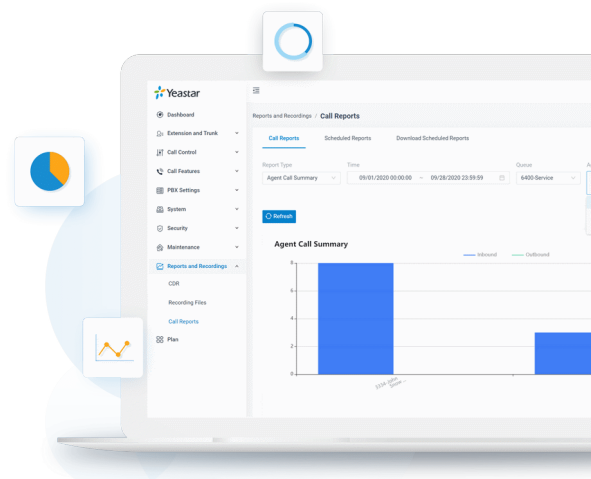 Yeastar
Dashboard
Extension and Trunk
Call Control
Call Features
PBX Settings
System
Security
Maintenance
Reports and Recordings
CDR
Recording Files
Call Reports
Plan
Reports and Recordings / Call Reports
Call Reports Scheduled Reports Download Scheduled Reports
Report Type Time Queue
Agent Call Summary 09/01/2020 00:00:00 ~ 09/28/2020 23:59:59 6400-Service
Refresh
Agent Call Summary
Inbound Outbound
8
6
4
2
0